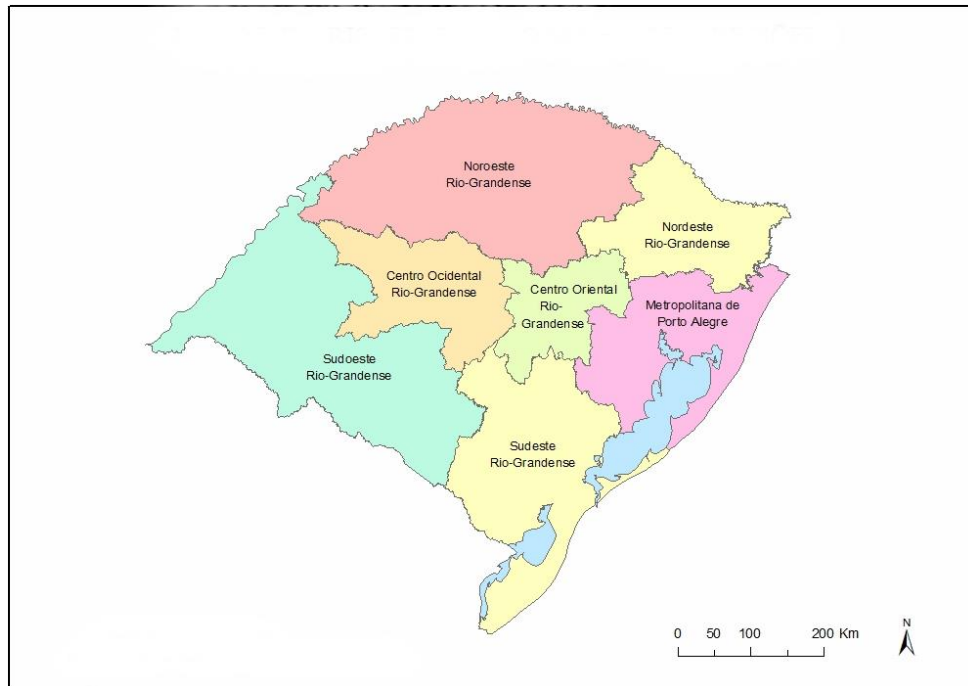 Noroeste
Rio-Grandense
Nordeste
Rio-Grandense
Centro Ocidental
Rio-Grandense
Centro Oriental
Rio-
Grandense
Metropolitana de
Porto Alegre
Sudoeste
Rio-Grandense
Sudeste
Rio-Grandense
0 50 100 200 Km
N